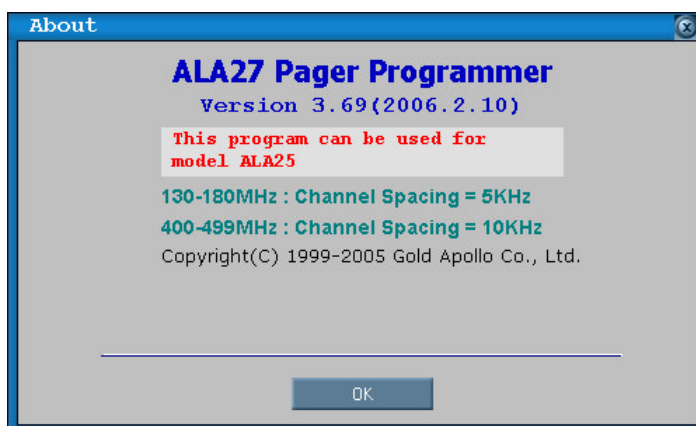 About
ALA27 Pager Programmer
Version 3.69(2006.2.10)
This program can be used for
model ALA25
130-180MHz : Channel Spacing = 5KHz
400-499MHz : Channel Spacing = 10KHz
Copyright(C) 1999-2005 Gold Apollo Co., Ltd.
OK